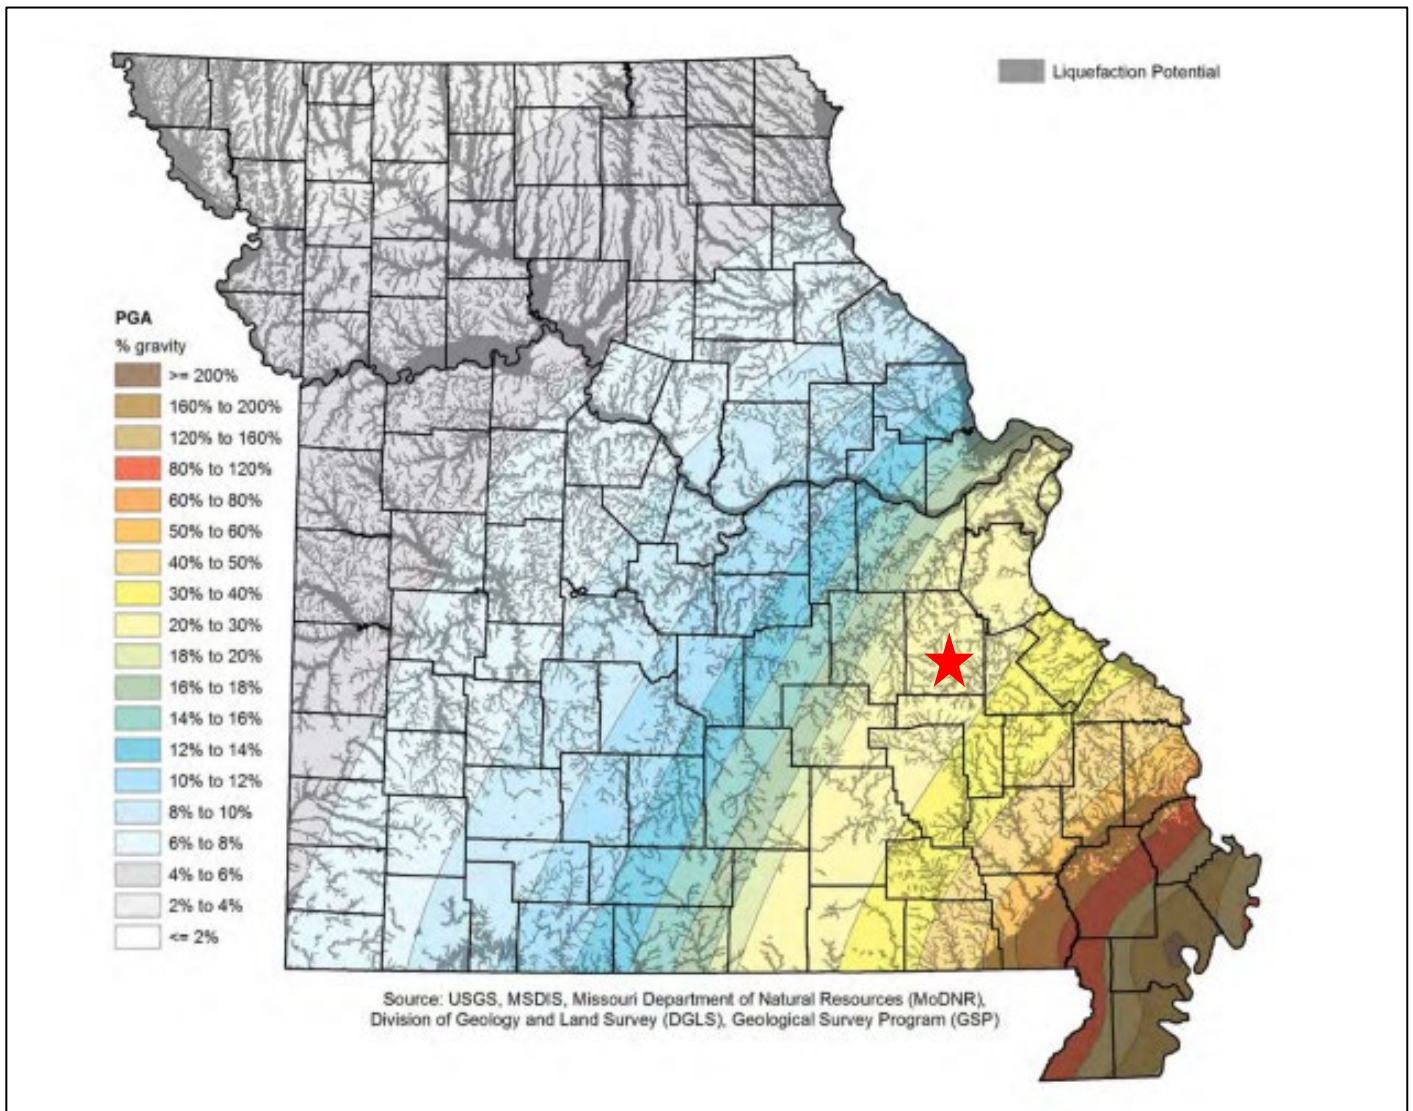 Liquefaction Potential
PGA
% gravity
>= 200%
160% to 200%
120% to 160%
80% to 120%
60% to 80%
50% to 60%
40% to 50%
30% to 40%
20% to 30%
18% to 20%
16% to 18%
14% to 16%
12% to 14%
10% to 12%
8% to 10%
6% to 8%
4% to 6%
2% to 4%
<= 2%
Source: USGS, MSDIS, Missouri Department of Natural Resources (MoDNR),
Division of Geology and Land Survey (DGLS), Geological Survey Program (GSP)